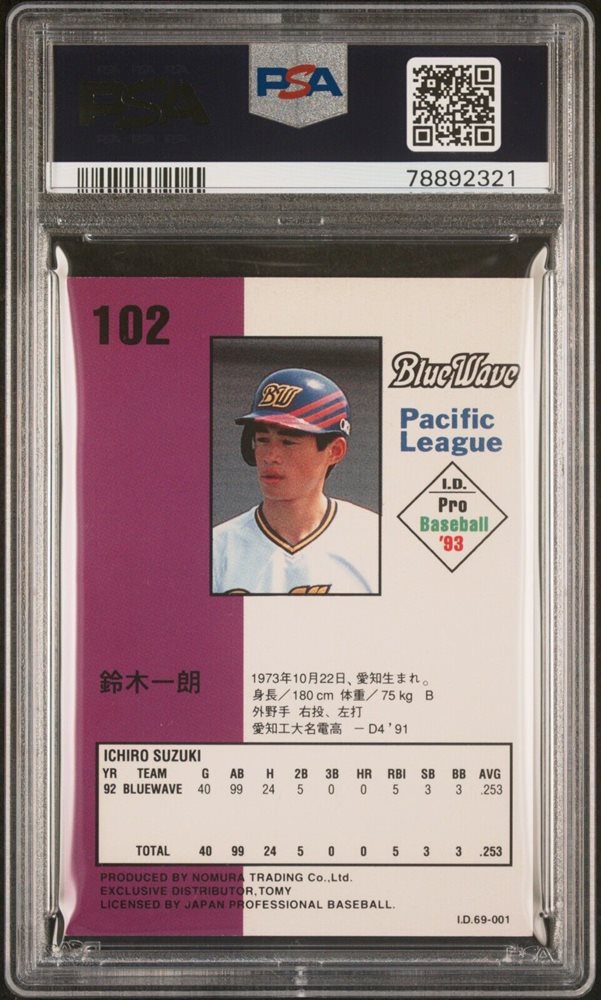 PSA
PSA
78892321
102
BW
BlueWave
Pacific
League
I.D.
Pro
Baseball
'93
鈴木一朗
1973年10月22日、愛知生まれ。
身長／180cm 体重／75kg B
外野手 右投、左打
愛知工大名電高 －D4'91
ICHIRO SUZUKI
YR TEAM G AB H 2B 3B HR RBI SB BB AVG
92 BLUEWAVE 40 99 24 5 0 0 5 3 3 .253
TOTAL 40 99 24 5 0 0 5 3 3 .253
PRODUCED BY NOMURA TRADING Co.,Ltd.
EXCLUSIVE DISTRIBUTOR,TOMY
LICENSED BY JAPAN PROFESSIONAL BASEBALL.
I.D.69-001
PSA
PSA